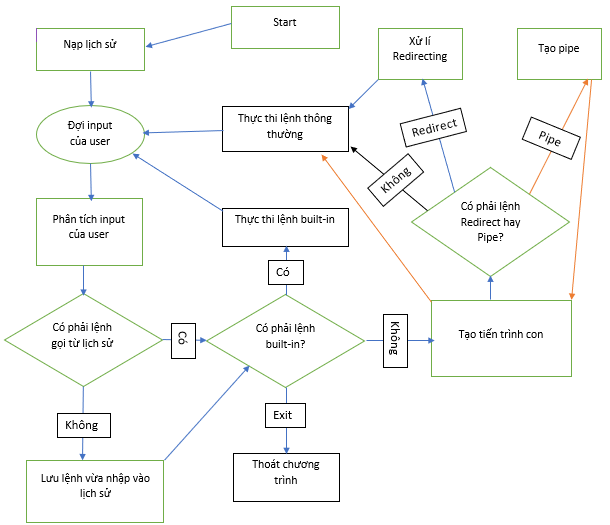 Start
Nạp lịch sử
Xử lí
Redirecting
Tạo pipe
Đợi input
của user
Thực thi lệnh thông
thường
Redirect
Pipe
Không
Phân tích input
của user
Thực thi lệnh built-in
Có phải lệnh
Redirect hay
Pipe?
Có
Có phải lệnh
gọi từ lịch sử
Có
Có phải lệnh
built-in?
Không
Tạo tiến trình con
Không
Exit
Lưu lệnh vừa nhập vào
lịch sử
Thoát chương
trình